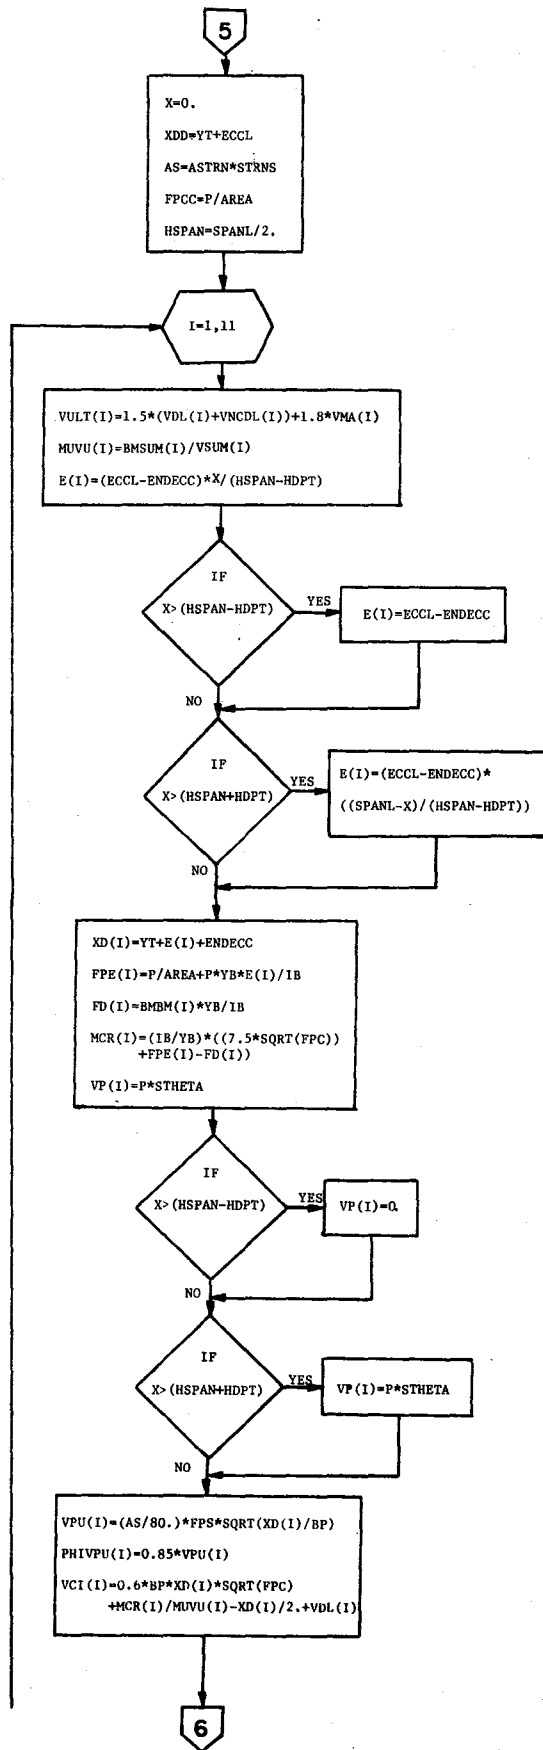 5
X=0.
XDD=YT+ECCL
AS=ASTRN*STRNS
FPCC=P/AREA
HSPAN=SPANL/2.
I=1,11
VULT(I)=1.5*(VDL(I)+VNCDL(I))+1.8*VMA(I)
MUVU(I)=BMSUM(I)/VSUM(I)
E(I)=(ECCL-ENDECC)*X/(HSPAN-HDPT)
IF
X>(HSPAN-HDPT)
YES
E(I)=ECCL-ENDECC
NO
IF
X>(HSPAN+HDPT)
YES
E(I)=(ECCL-ENDECC)*
((SPANL-X)/(HSPAN-HDPT))
NO
XD(I)=YT+E(I)+ENDECC
FPE(I)=P/AREA+P*YB*E(I)/IB
FD(I)=BMBM(I)*YB/IB
MCR(I)=(IB/YB)*((7.5*SQRT(FPC))
+FPE(I)-FD(I))
VP(I)=P*STHETA
IF
X>(HSPAN-HDPT)
YES
VP(I)=0.
NO
IF
X>(HSPAN+HDPT)
YES
VP(I)=P*STHETA
NO
VPU(I)=(AS/80.)*FPS*SQRT(XD(I)/BP)
PHIVPU(I)=0.85*VPU(I)
VCI(I)=0.6*BP*XD(I)*SQRT(FPC)
+MCR(I)/MUVU(I)-XD(I)/2.+VDL(I)
6